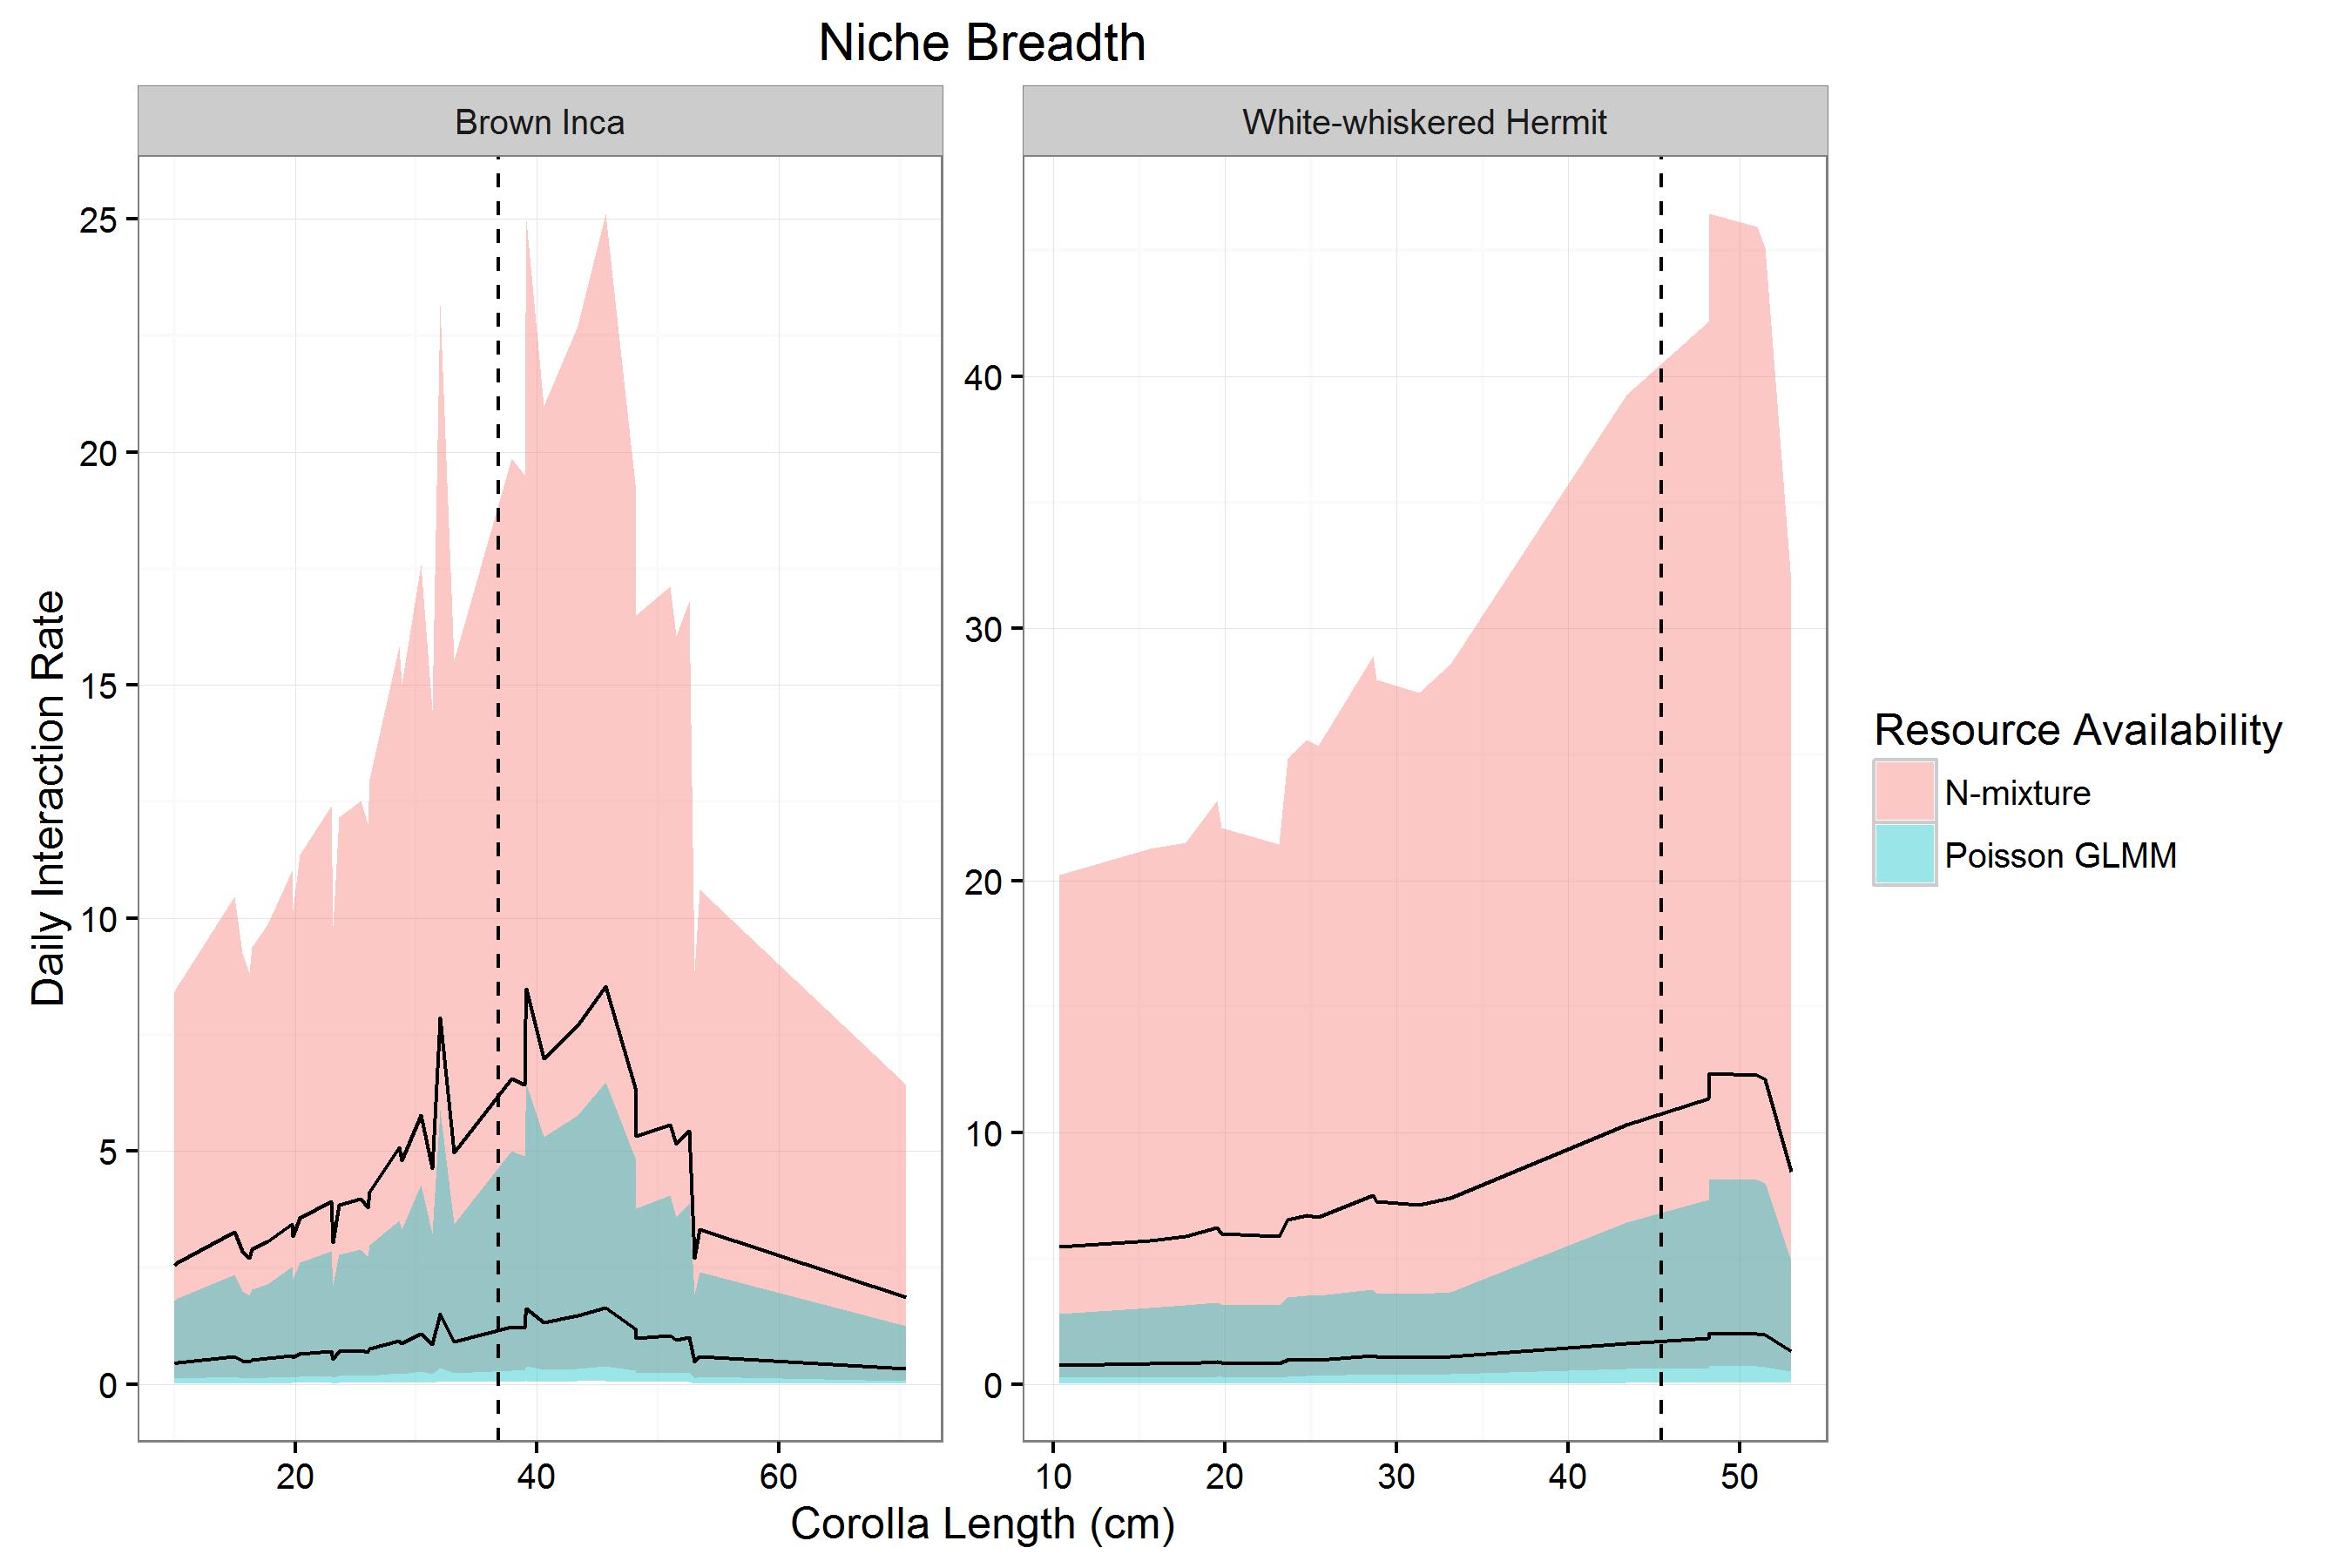 Niche Breadth
Brown Inca
White-whiskered Hermit
Daily Interaction Rate
25
20
15
10
5
0
40
30
20
10
0
20 40 60
10 20 30 40 50
Corolla Length (cm)
Resource Availability
N-mixture
Poisson GLMM